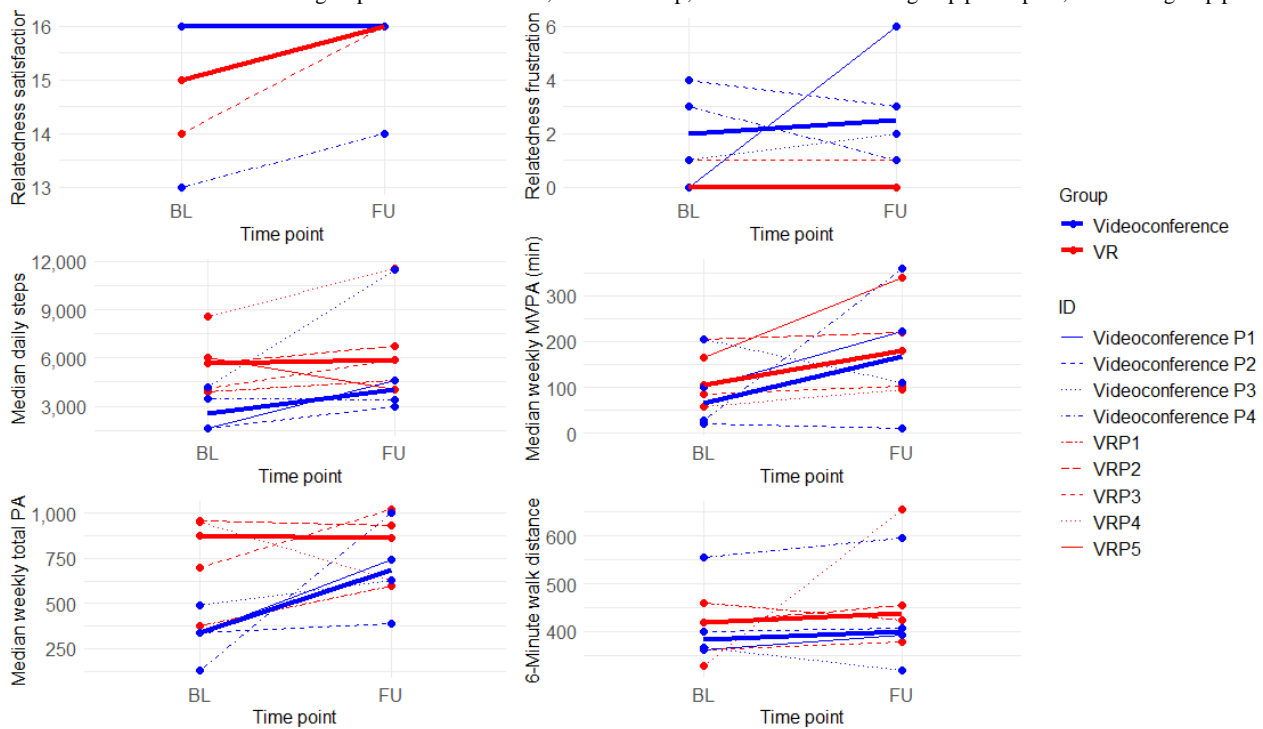 Relatedness satisfaction
16
15
14
13
BL
FU
Time point
Relatedness frustration
6
4
2
0
BL
FU
Time point
Median daily steps
12,000
9,000
6,000
3,000
BL
FU
Time point
Median weekly MVPA (min)
300
200
100
0
BL
FU
Time point
Median weekly total PA
1,000
750
500
250
BL
FU
Time point
6-Minute walk distance
600
500
400
BL
FU
Time point
Group
Videoconference
VR
ID
Videoconference P1
Videoconference P2
Videoconference P3
Videoconference P4
VRP1
VRP2
VRP3
VRP4
VRP5